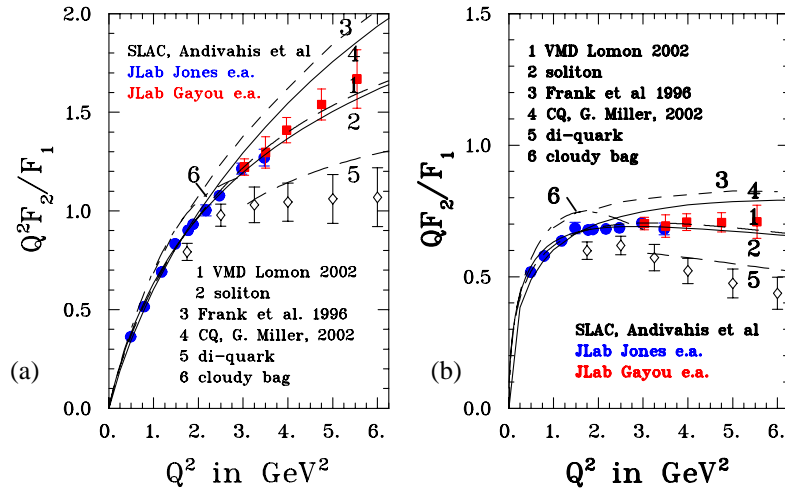 2.0
1.5
1.0
0.5
0.0
Q²F₂/F₁
SLAC, Andivahis et al
JLab Jones e.a.
JLab Gayou e.a.
3
4
1
2
6
5
1 VMD Lomon 2002
2 soliton
3 Frank et al. 1996
4 CQ, G. Miller, 2002
5 di-quark
6 cloudy bag
(a)
0. 1. 2. 3. 4. 5. 6.
Q² in GeV²
1.5
1.0
0.5
0.0
QF₂/F₁
1 VMD Lomon 2002
2 soliton
3 Frank et al 1996
4 CQ, G. Miller, 2002
5 di-quark
6 cloudy bag
6
3
4
1
2
5
SLAC, Andivahis et al
JLab Jones e.a.
JLab Gayou e.a.
(b)
0. 1. 2. 3. 4. 5. 6.
Q² in GeV²